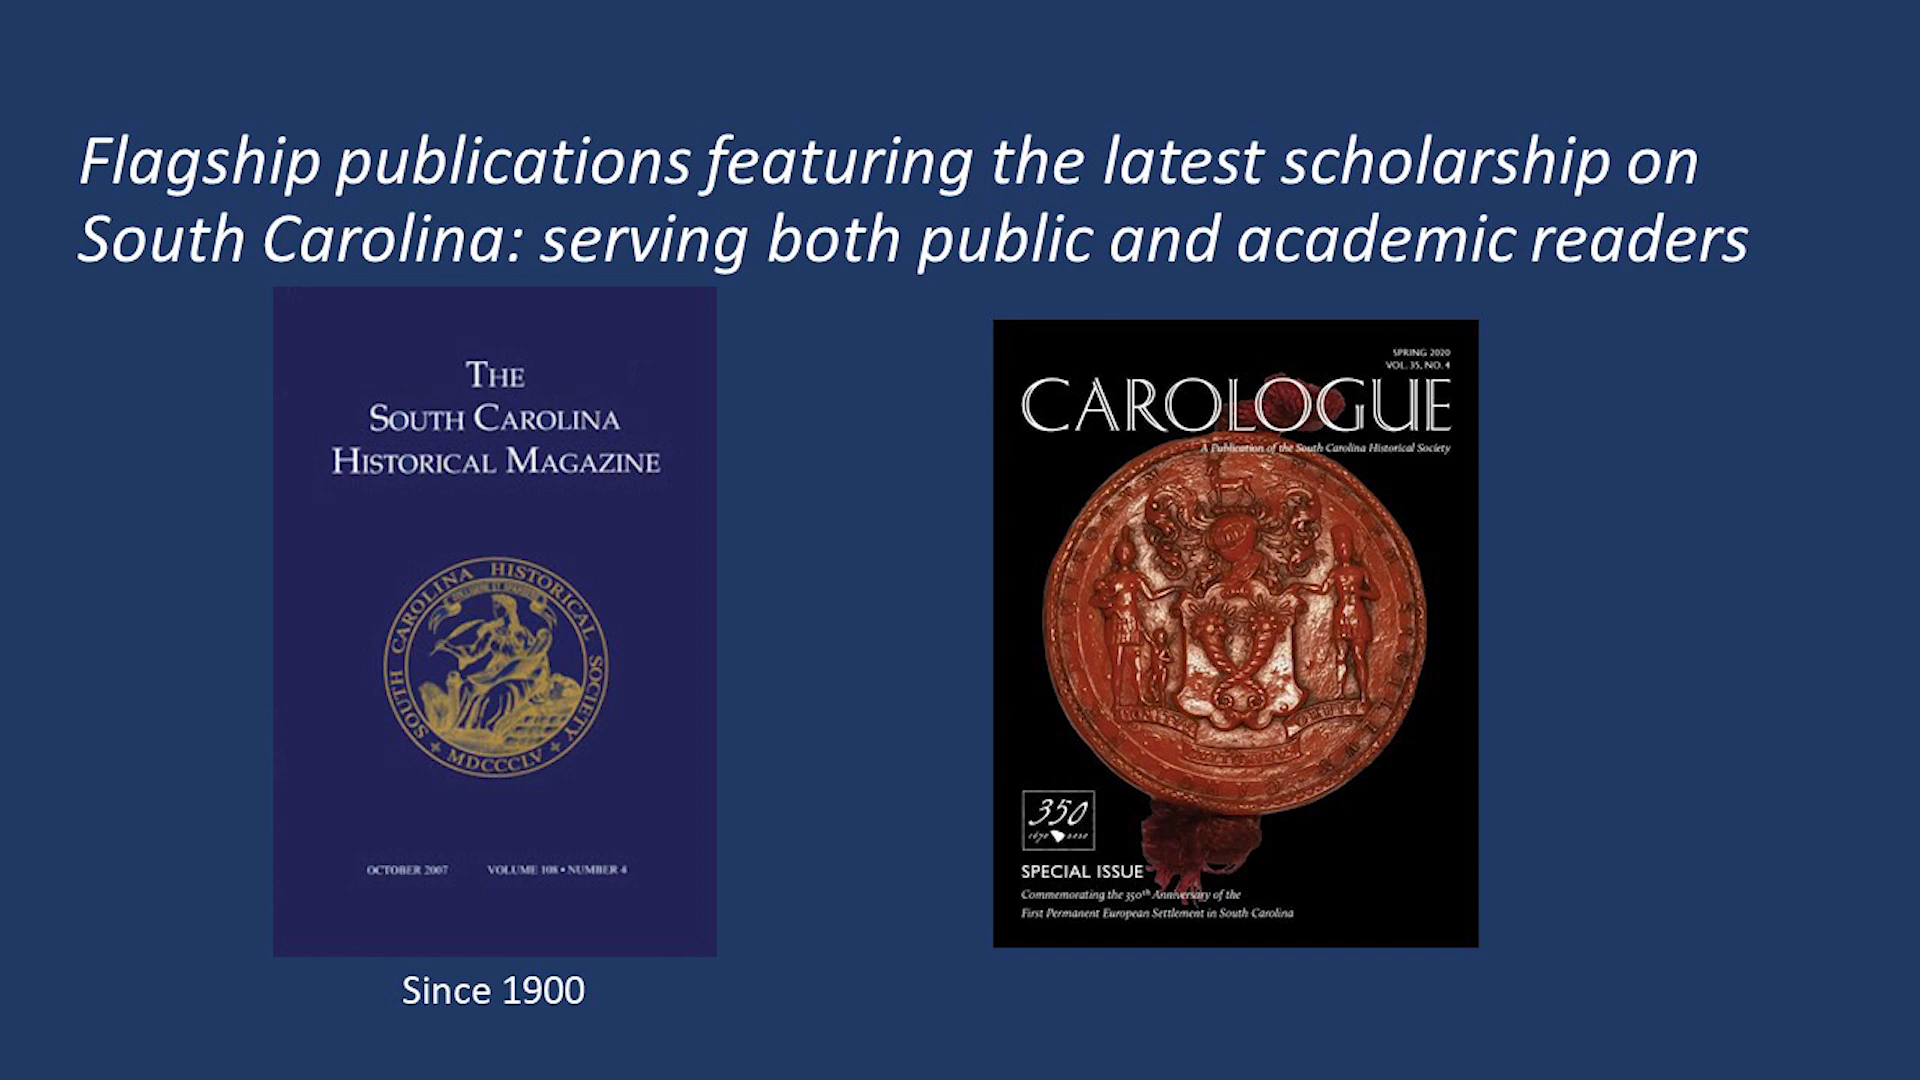 Flagship publications featuring the latest scholarship on
South Carolina: serving both public and academic readers
THE
SOUTH CAROLINA
HISTORICAL MAGAZINE
SOUTH CAROLINA HISTORICAL SOCIETY
MDCCCLV
OCTOBER 2007 VOLUME 108 • NUMBER 4
Since 1900
SPRING 2020
VOL. 35, NO. 4
CAROLOGUE
A Publication of the South Carolina Historical Society
350
1670 2020
SPECIAL ISSUE
Commemorating the 350th Anniversary of the
First Permanent European Settlement in South Carolina